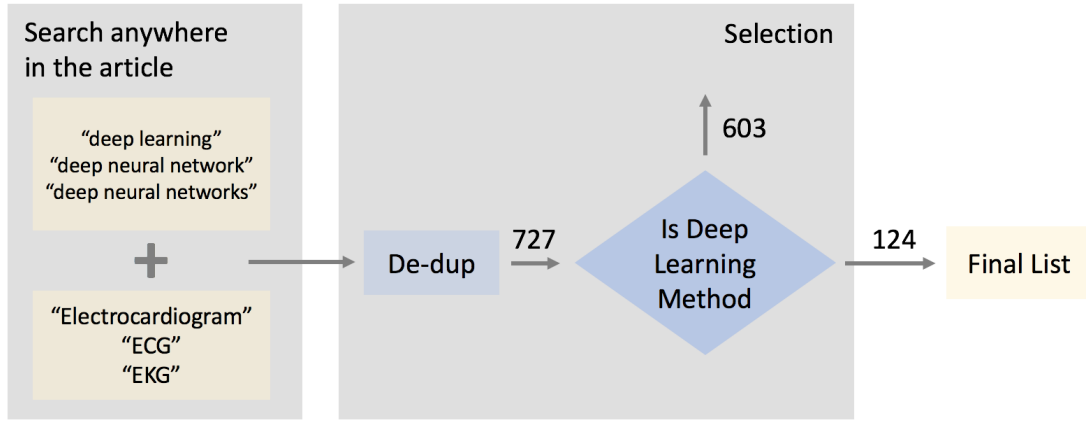 Search anywhere
in the article
“deep learning”
“deep neural network”
“deep neural networks”
+
“Electrocardiogram”
“ECG”
“EKG”
Selection
603
De-dup
727
Is Deep
Learning
Method
124
Final List